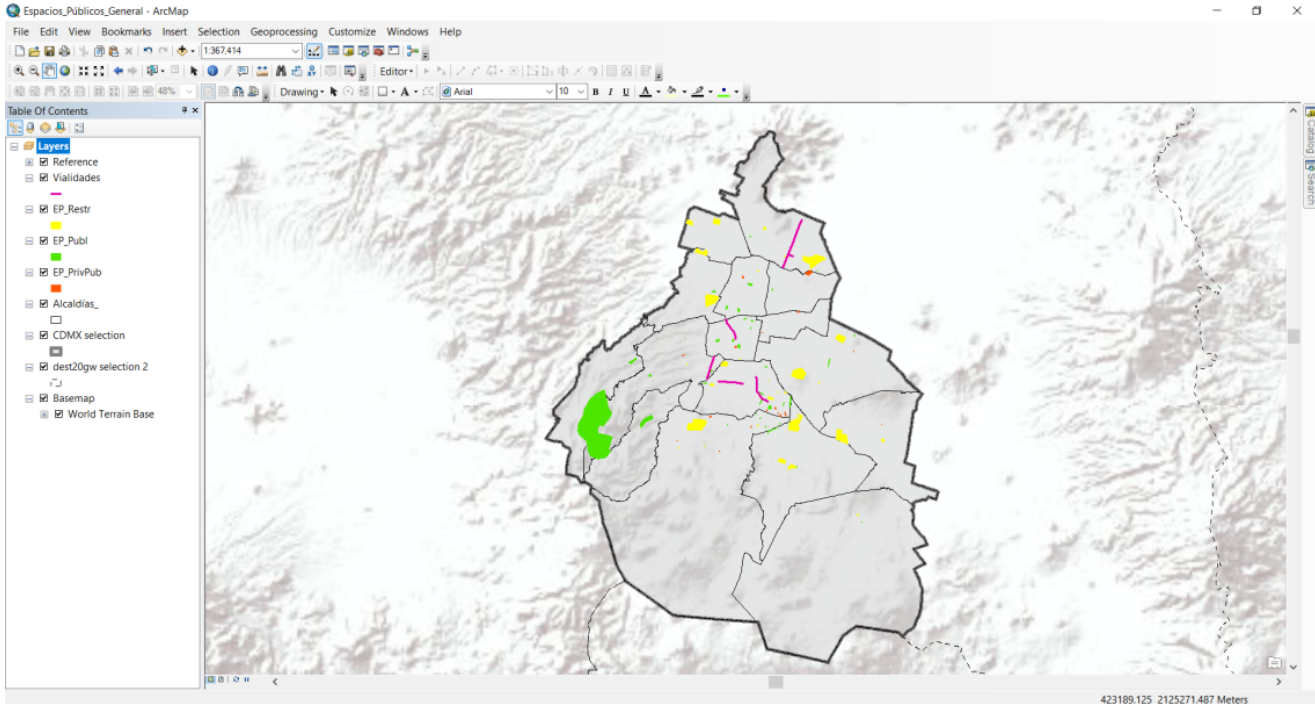 Espacios_Públicos_General - ArcMap
File Edit View Bookmarks Insert Selection Geoprocessing Customize Windows Help
1:367,414
Editor
48% Drawing A Arial 10 B I U A
Table Of Contents
Layers
Reference
Vialidades
EP_Restr
EP_Publ
EP_PrivPub
Alcaldías_
CDMX selection
dest20gw selection 2
Basemap
World Terrain Base
Catalog
Search
423189.125 2125271.487 Meters